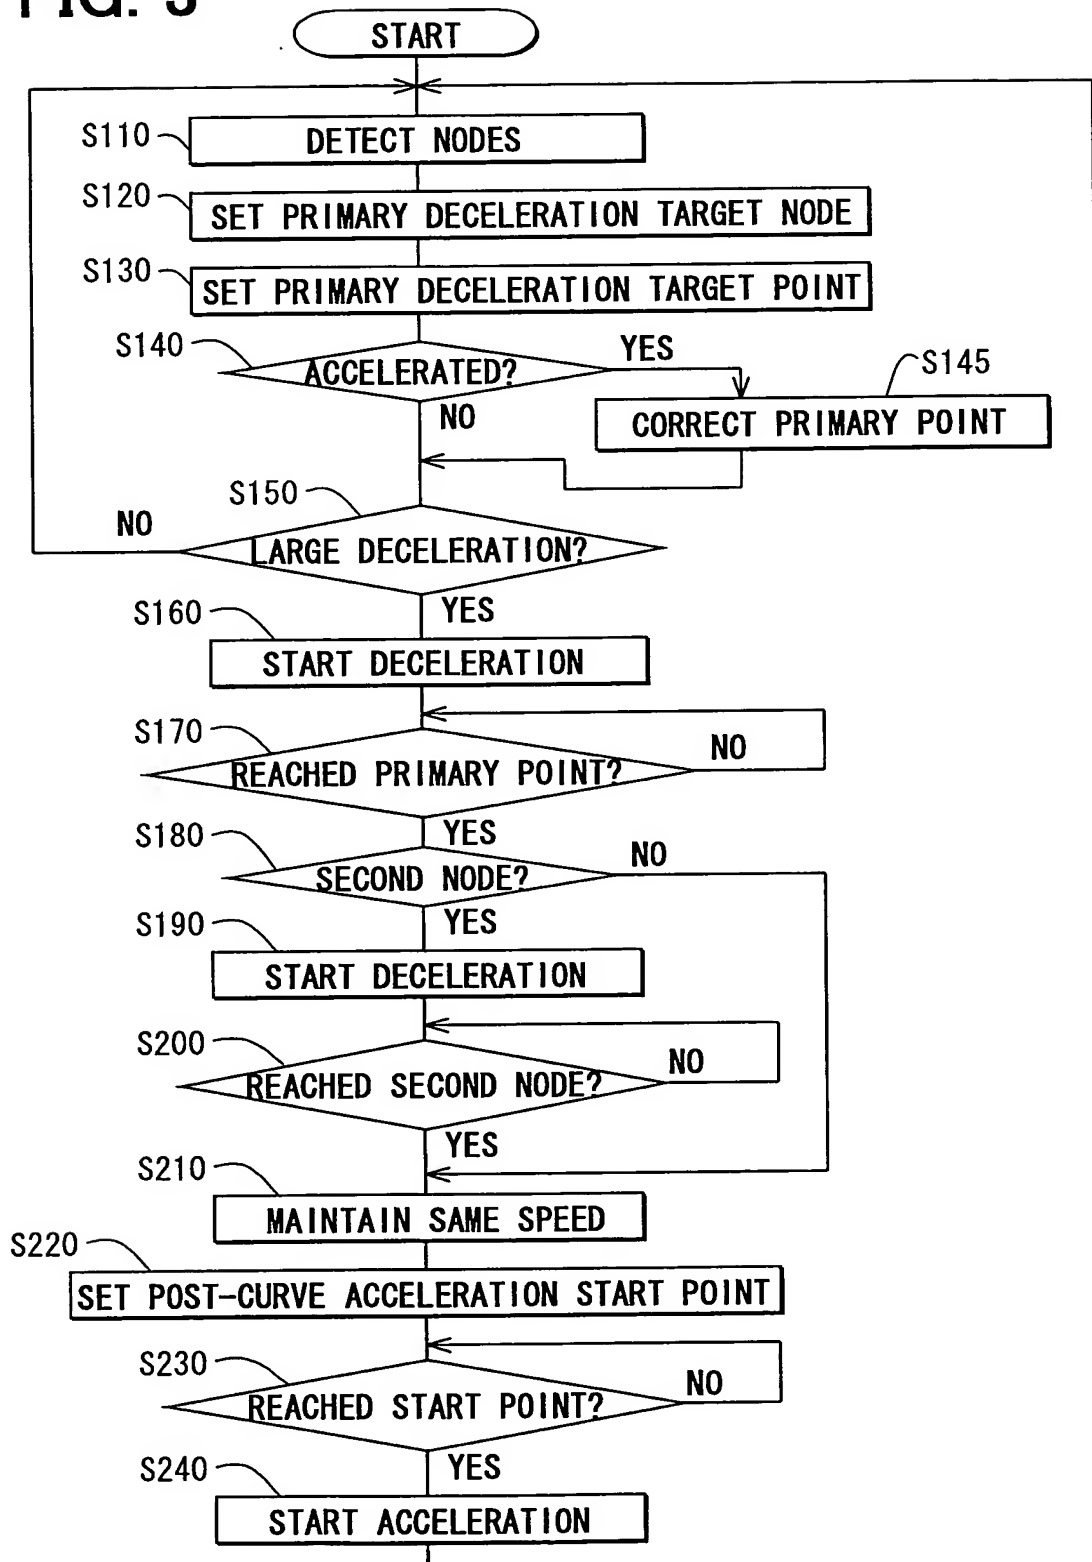 FIG. 3
START
S110
DETECT NODES
S120
SET PRIMARY DECELERATION TARGET NODE
S130
SET PRIMARY DECELERATION TARGET POINT
S140
ACCELERATED?
YES
S145
CORRECT PRIMARY POINT
NO
S150
LARGE DECELERATION?
NO
YES
S160
START DECELERATION
S170
REACHED PRIMARY POINT?
NO
YES
S180
SECOND NODE?
NO
YES
S190
START DECELERATION
S200
REACHED SECOND NODE?
NO
YES
S210
MAINTAIN SAME SPEED
S220
SET POST-CURVE ACCELERATION START POINT
S230
REACHED START POINT?
NO
YES
S240
START ACCELERATION